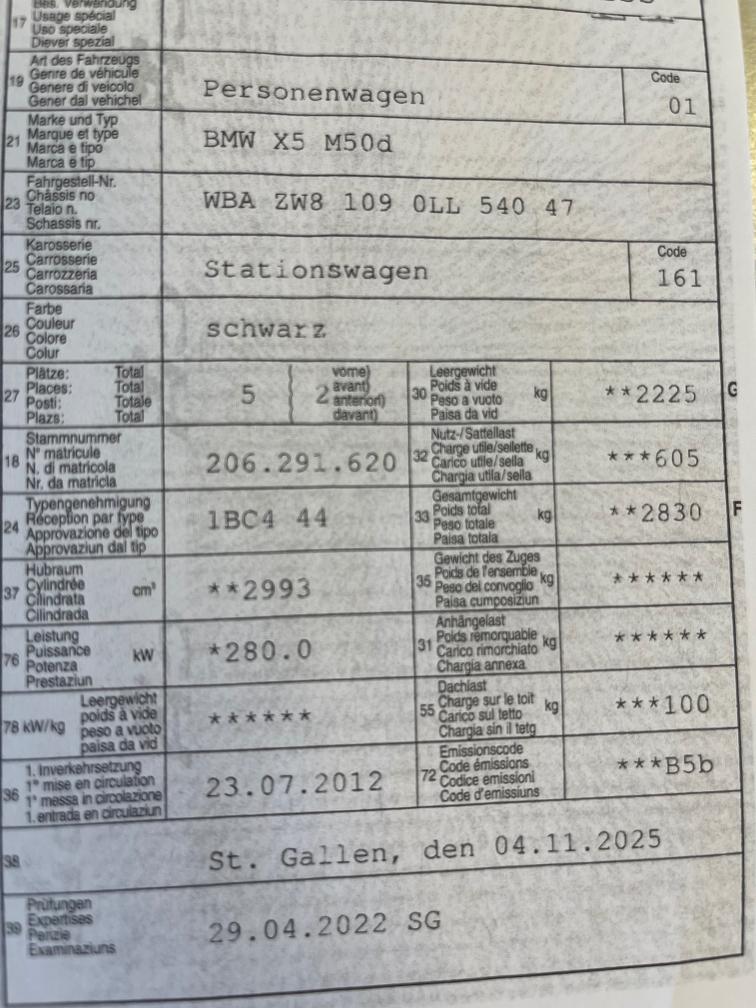 Bes. Verwendung
17 Usage spécial
Uso speciale
Diever spezial
Art des Fahrzeugs
19 Genre de véhicule
Genere di veicolo
Gener dal vehichel
Personenwagen
Code
01
Marke und Typ
21 Marque et type
Marca e tipo
Marca e tip
BMW X5 M50d
Fahrgestell-Nr.
23 Châssis no
Telaio n.
Schassis nr.
WBA ZW8 109 0LL 540 47
Karosserie
25 Carrosserie
Carrozzeria
Carossaria
Stationswagen
Code
161
Farbe
26 Couleur
Colore
Colur
schwarz
Plätze: Total
27 Places: Total
Posti: Totale
Plazs: Total
5
2
vorne)
avant)
anteriori)
davant)
Leergewicht
30 Poids à vide kg
Peso a vuoto
Paisa da vid
**2225
G
Stammnummer
18 N° matricule
N. di matricola
Nr. da matricla
206.291.620
Nutz-/Sattellast
32 Charge utile/sellette kg
Carico utile/sella
Chargia utila/sella
***605
Typengenehmigung
24 Réception par type
Approvazione del tipo
Approvaziun dal tip
1BC4 44
Gesamtgewicht
33 Poids total kg
Peso totale
Paisa totala
**2830
F
Hubraum
37 Cylindrée cm³
Cilindrata
Cilindrada
**2993
Gewicht des Zuges
35 Poids de l'ensemble kg
Peso del convoglio
Paisa cumposiziun
******
Leistung
76 Puissance kW
Potenza
Prestaziun
*280.0
Anhängelast
31 Poids remorquable kg
Carico rimorchiato
Chargia annexa
******
Leergewicht
78 kW/kg poids à vide
peso a vuoto
paisa da vid
******
Dachlast
55 Charge sur le toit kg
Carico sul tetto
Chargia sin il tetg
***100
1. Inverkehrsetzung
36 1re mise en circulation
1a messa in circolazione
1. entrada en circulaziun
23.07.2012
Emissionscode
72 Code émissions
Codice emissioni
Code d'emissiuns
***B5b
38
St. Gallen, den 04.11.2025
Prüfungen
39 Expertises
Perizie
Examinaziuns
29.04.2022 SG